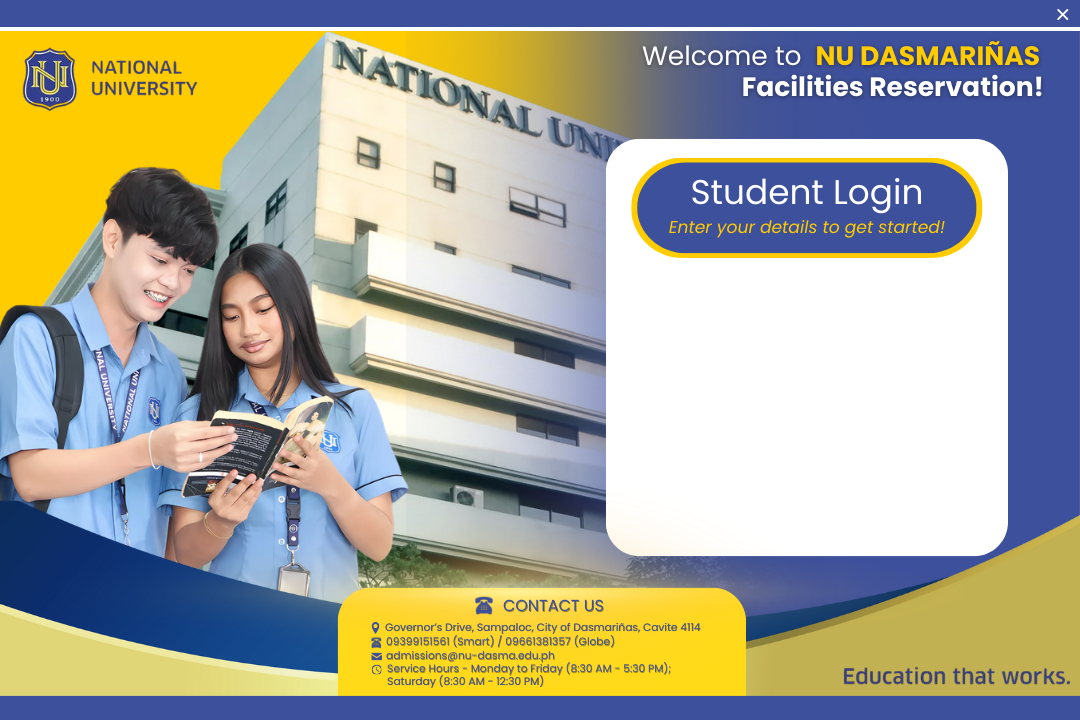 NATIONAL
UNIVERSITY
1900
Welcome to NU DASMARIÑAS
Facilities Reservation!
NATIONAL UNI
Student Login
Enter your details to get started!
NAL UNIVERSITY
NATIONAL UN
CONTACT US
Governor's Drive, Sampaloc, City of Dasmariñas, Cavite 4114
09399151561 (Smart) / 09661381357 (Globe)
admissions@nu-dasma.edu.ph
Service Hours - Monday to Friday (8:30 AM - 5:30 PM);
Saturday (8:30 AM - 12:30 PM)
Education that works.